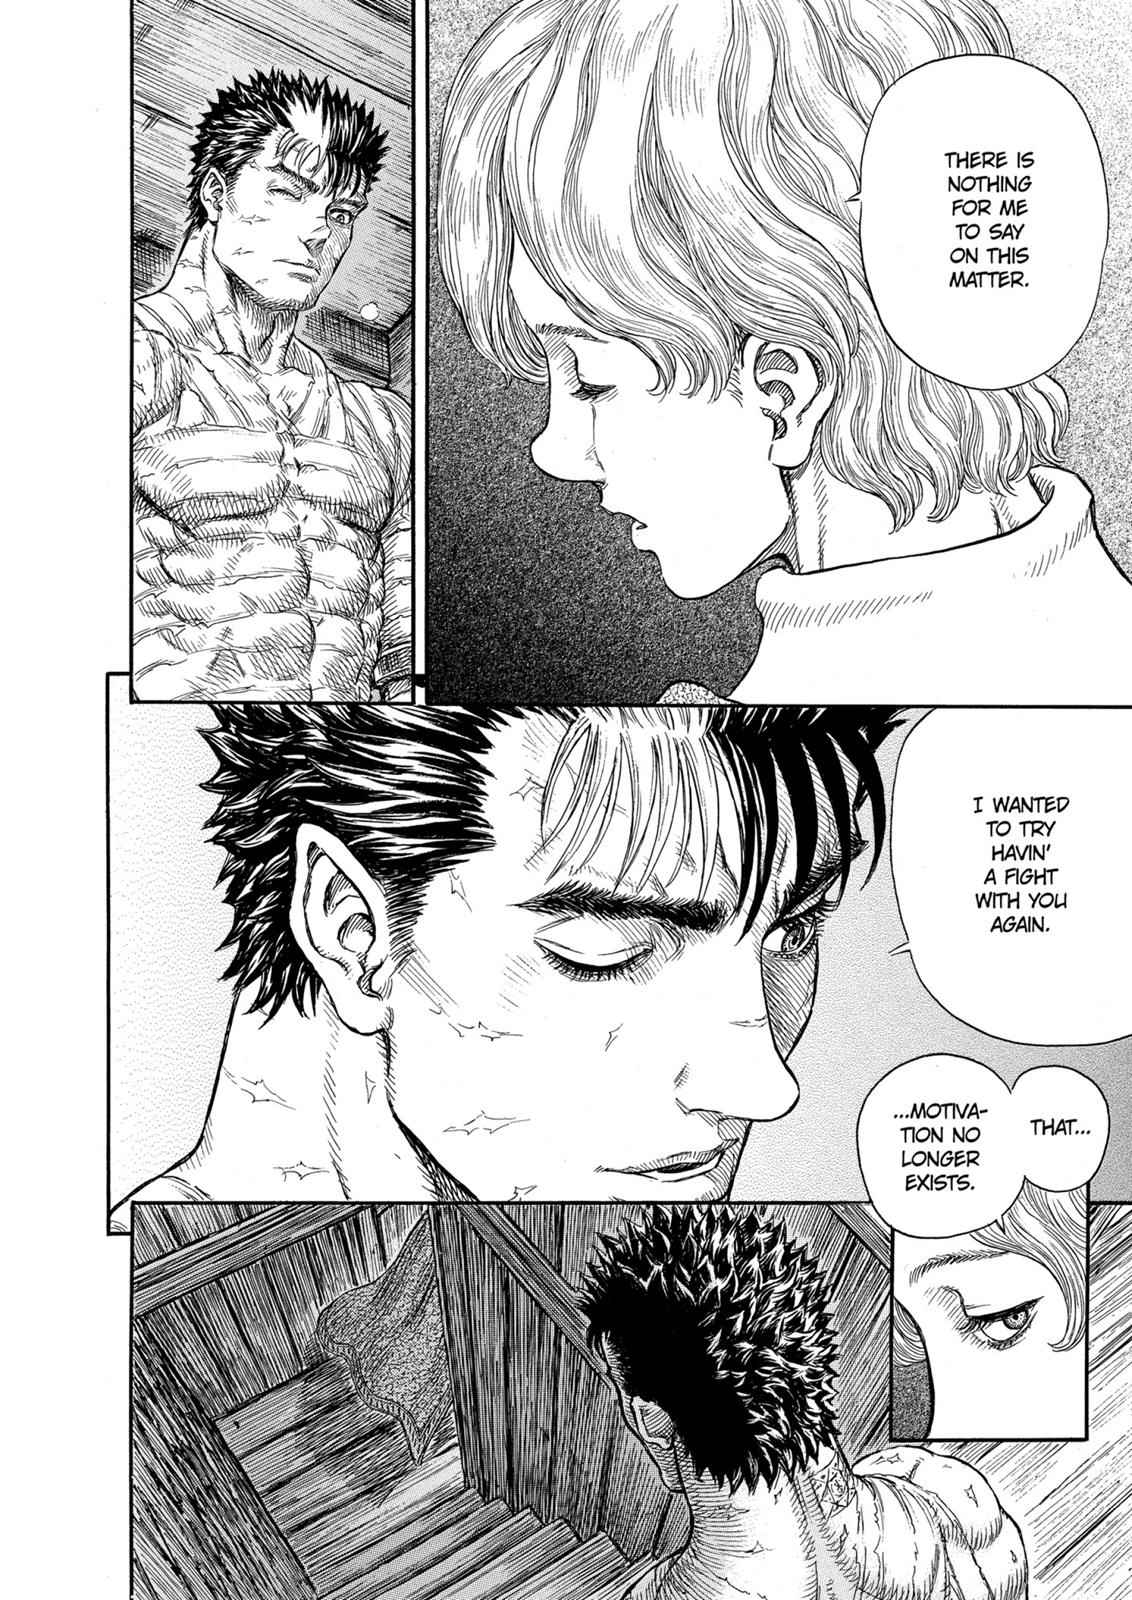 THERE IS
NOTHING
FOR ME
TO SAY
ON THIS
MATTER.
I WANTED
TO TRY
HAVIN'
A FIGHT
WITH YOU
AGAIN.
THAT...
...MOTIVA-
TION NO
LONGER
EXISTS.